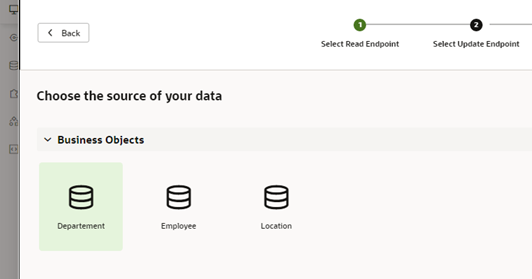 Back
1
2
Select Read Endpoint
Select Update Endpoint
Choose the source of your data
Business Objects
Departement
Employee
Location